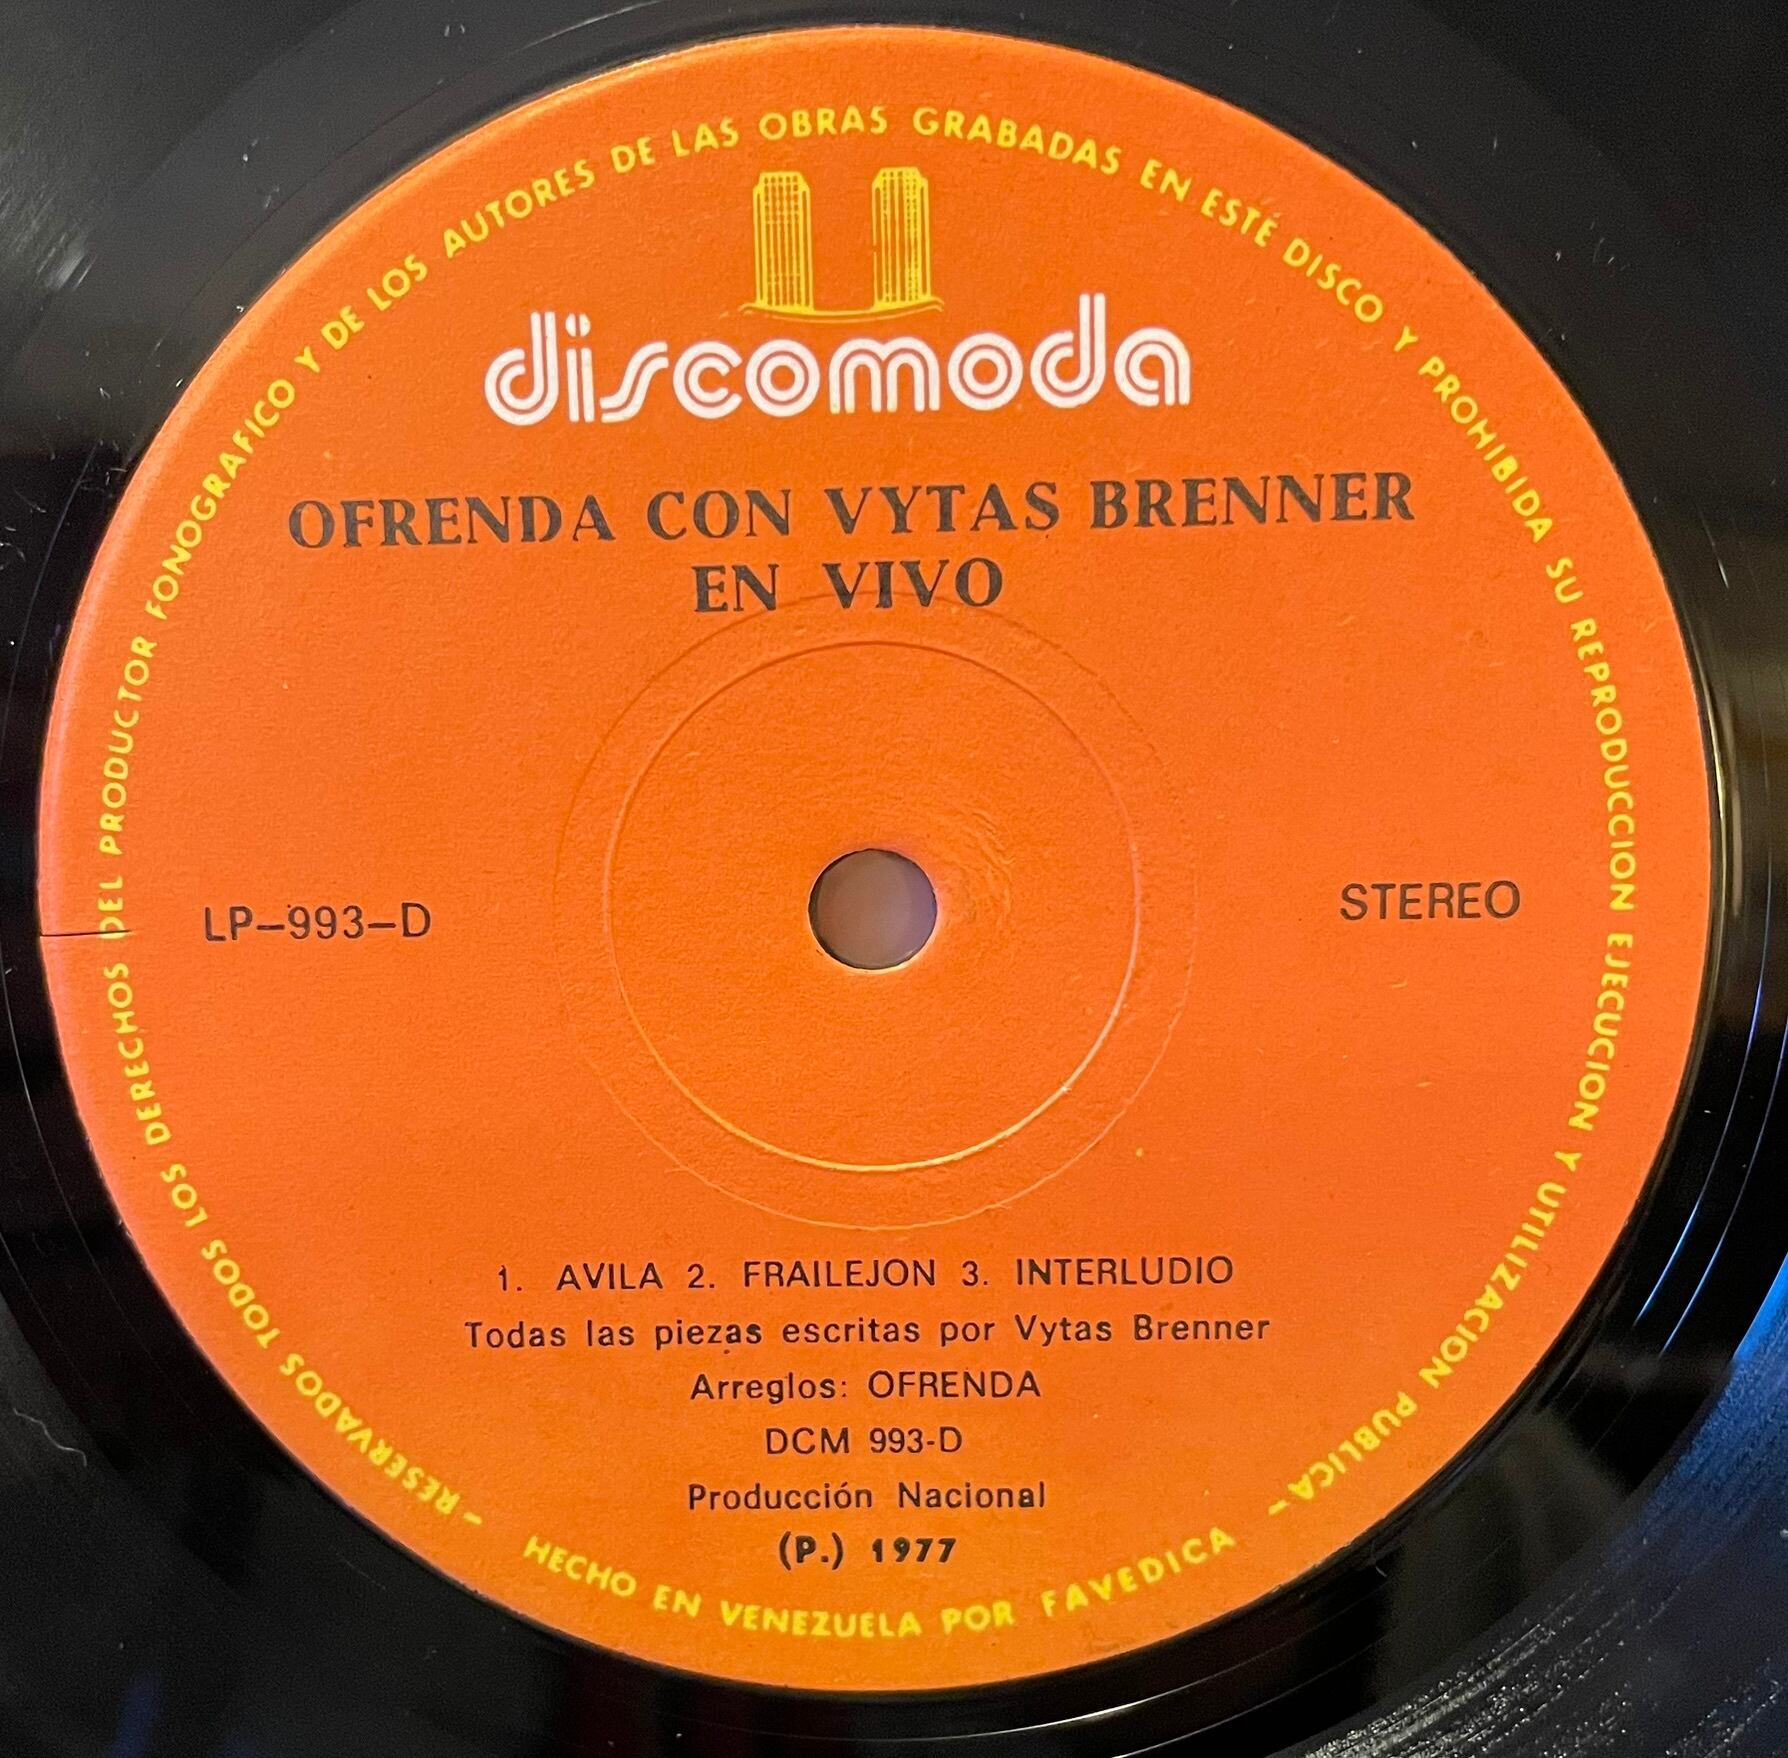 RESERVADOS TODOS LOS DERECHOS DEL PRODUCTOR FONOGRAFICO Y DE LOS AUTORES DE LAS OBRAS GRABADAS EN ESTE DISCO Y PROHIBIDA SU REPRODUCCION EJECUCION Y UTILIZACION PUBLICA -
discomoda
OFRENDA CON VYTAS BRENNER
EN VIVO
LP-993-D
STEREO
1. AVILA 2. FRAILEJON 3. INTERLUDIO
Todas las piezas escritas por Vytas Brenner
Arreglos: OFRENDA
DCM 993-D
Producción Nacional
(P.) 1977
- HECHO EN VENEZUELA POR FAVEDICA